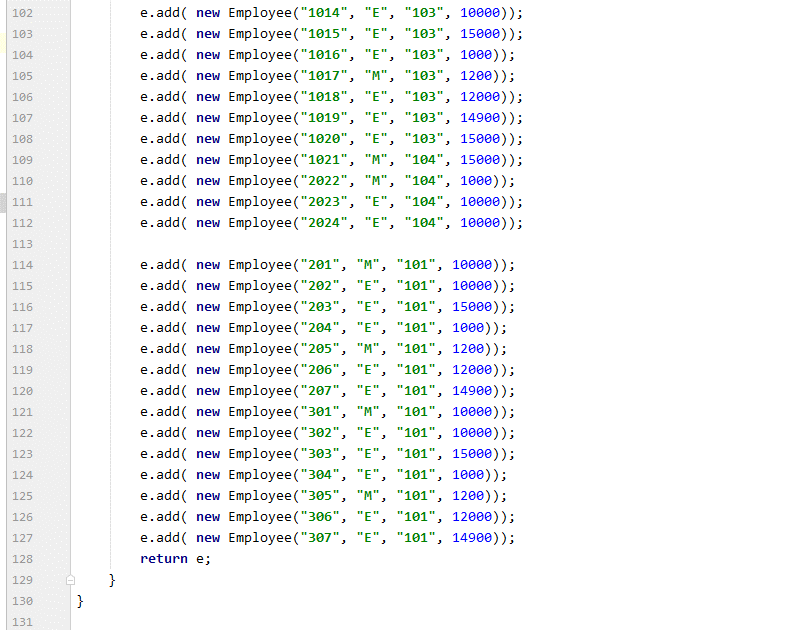 102 e.add( new Employee("1014", "E", "103", 10000));
103 e.add( new Employee("1015", "E", "103", 15000));
104 e.add( new Employee("1016", "E", "103", 1000));
105 e.add( new Employee("1017", "M", "103", 1200));
106 e.add( new Employee("1018", "E", "103", 12000));
107 e.add( new Employee("1019", "E", "103", 14900));
108 e.add( new Employee("1020", "E", "103", 15000));
109 e.add( new Employee("1021", "M", "104", 15000));
110 e.add( new Employee("2022", "M", "104", 1000));
111 e.add( new Employee("2023", "E", "104", 10000));
112 e.add( new Employee("2024", "E", "104", 10000));
113
114 e.add( new Employee("201", "M", "101", 10000));
115 e.add( new Employee("202", "E", "101", 10000));
116 e.add( new Employee("203", "E", "101", 15000));
117 e.add( new Employee("204", "E", "101", 1000));
118 e.add( new Employee("205", "M", "101", 1200));
119 e.add( new Employee("206", "E", "101", 12000));
120 e.add( new Employee("207", "E", "101", 14900));
121 e.add( new Employee("301", "M", "101", 10000));
122 e.add( new Employee("302", "E", "101", 10000));
123 e.add( new Employee("303", "E", "101", 15000));
124 e.add( new Employee("304", "E", "101", 1000));
125 e.add( new Employee("305", "M", "101", 1200));
126 e.add( new Employee("306", "E", "101", 12000));
127 e.add( new Employee("307", "E", "101", 14900));
128 return e;
129 }
130 }
131